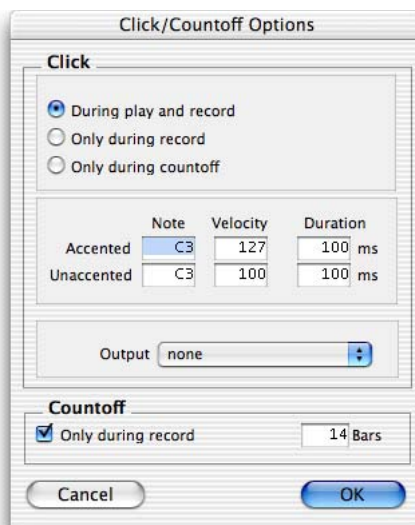 Click/Countoff Options
Click
During play and record
Only during record
Only during countoff
Note Velocity Duration
Accented C3 127 100 ms
Unaccented C3 100 100 ms
Output none
Countoff
Only during record 14 Bars
Cancel OK